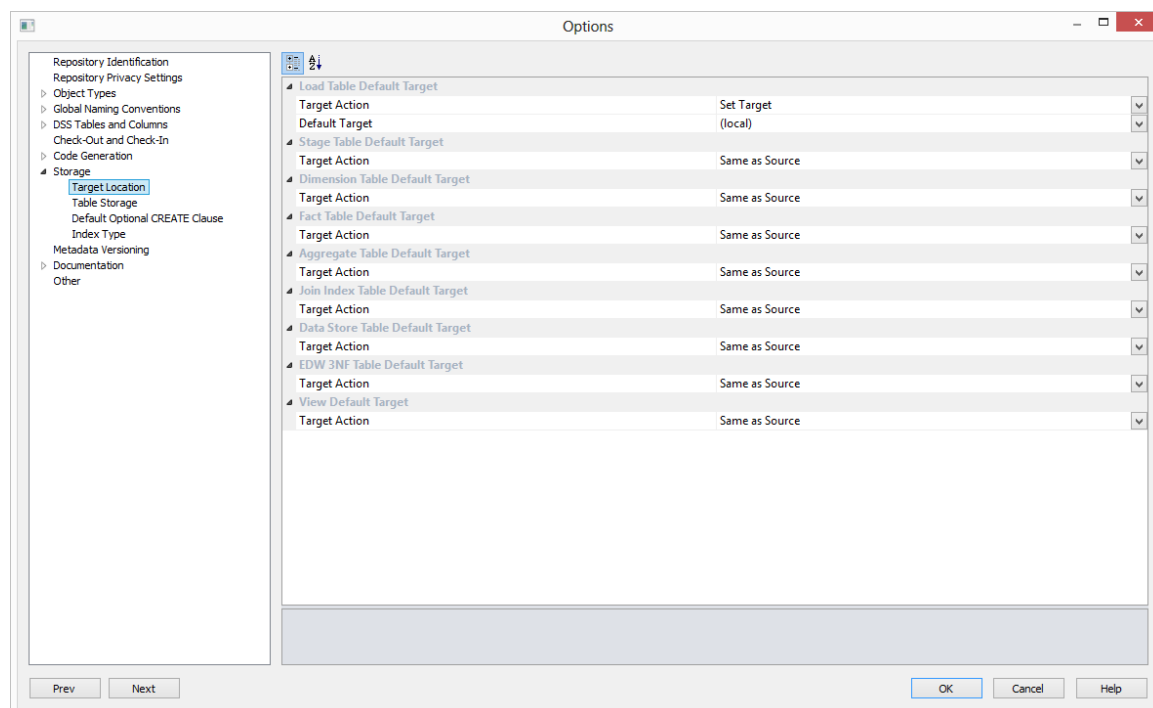 Options
Repository Identification
Repository Privacy Settings
Object Types
Global Naming Conventions
DSS Tables and Columns
Check-Out and Check-In
Code Generation
Storage
Target Location
Table Storage
Default Optional CREATE Clause
Index Type
Metadata Versioning
Documentation
Other
Load Table Default Target
Target Action Set Target
Default Target (local)
Stage Table Default Target
Target Action Same as Source
Dimension Table Default Target
Target Action Same as Source
Fact Table Default Target
Target Action Same as Source
Aggregate Table Default Target
Target Action Same as Source
Join Index Table Default Target
Target Action Same as Source
Data Store Table Default Target
Target Action Same as Source
EDW 3NF Table Default Target
Target Action Same as Source
View Default Target
Target Action Same as Source
Prev Next OK Cancel Help